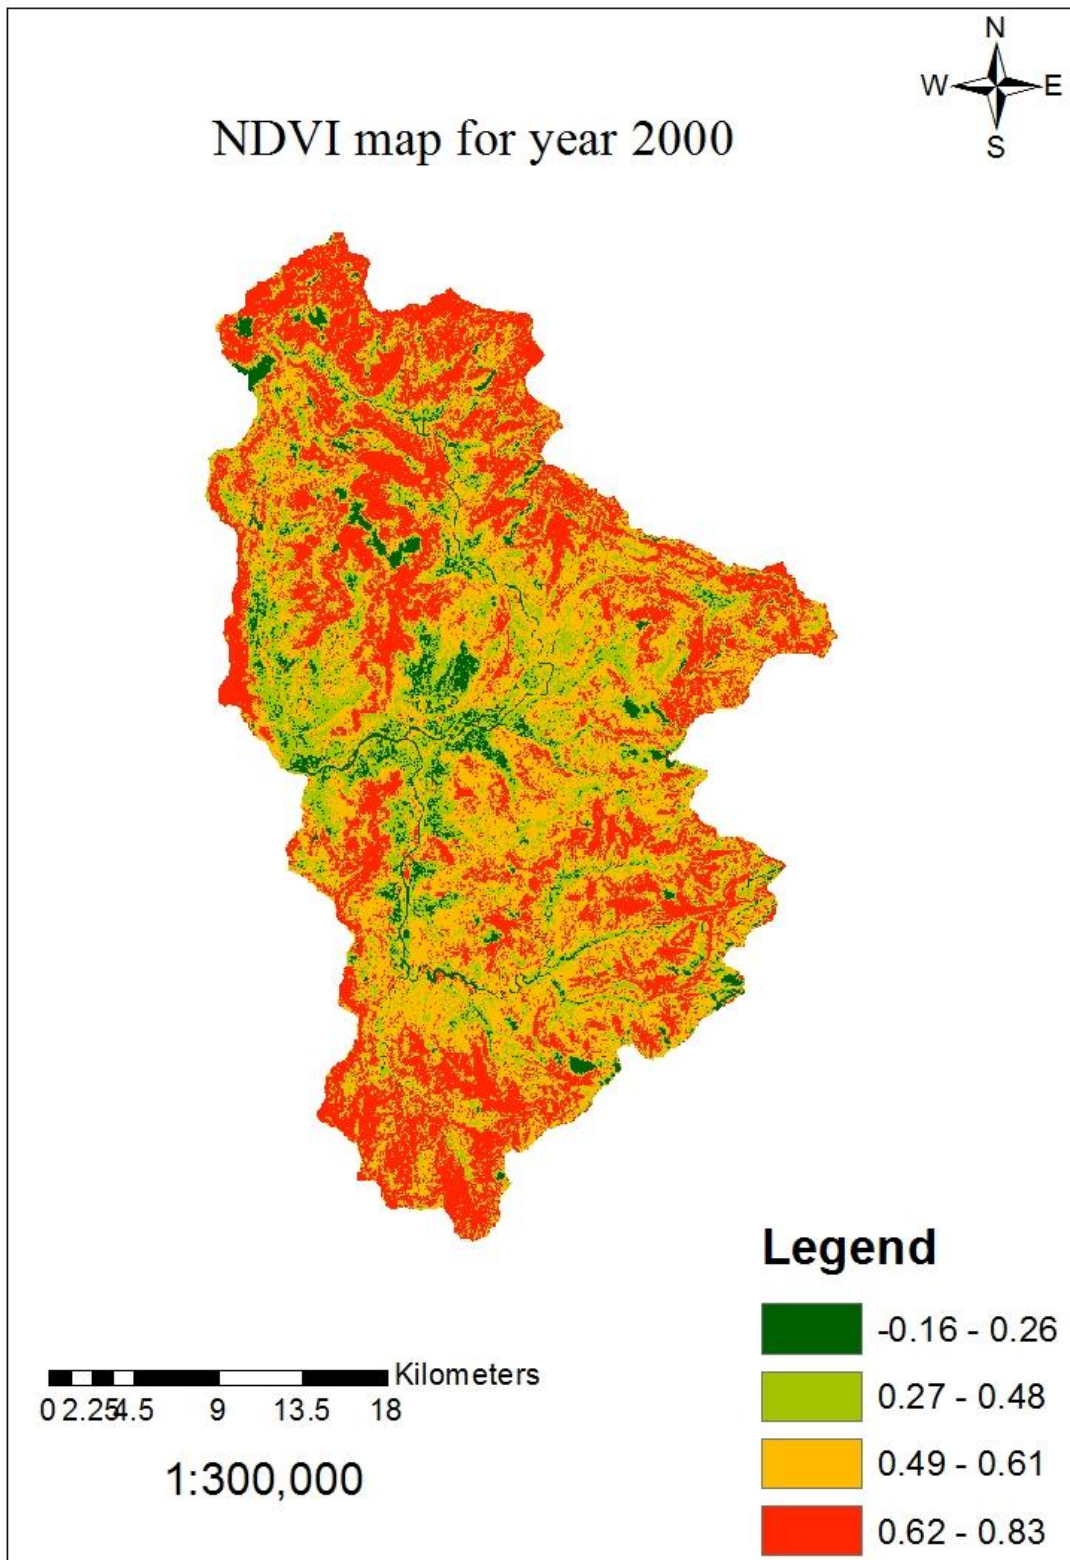 N
W E
S
NDVI map for year 2000
Legend
-0.16 - 0.26
0.27 - 0.48
0.49 - 0.61
0.62 - 0.83
Kilometers
0 2.25 4.5 9 13.5 18
1:300,000